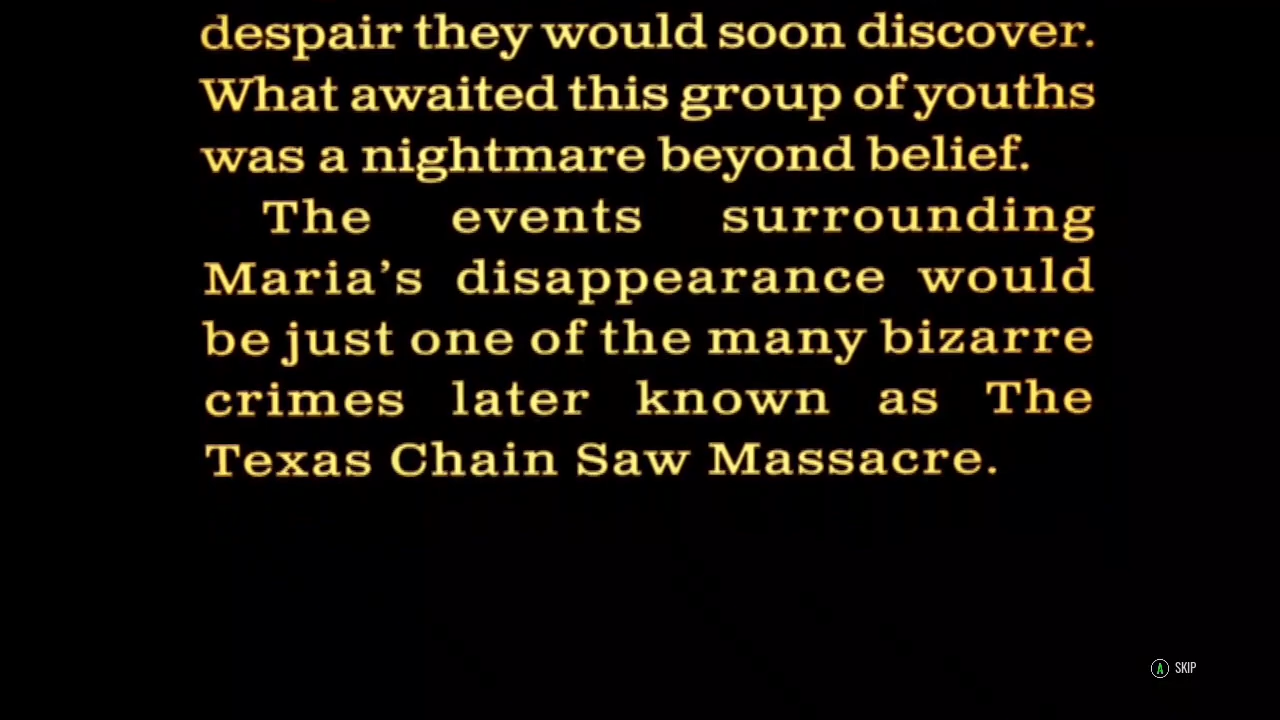 despair they would soon discover.
What awaited this group of youths
was a nightmare beyond belief.
The events surrounding
Maria’s disappearance would
be just one of the many bizarre
crimes later known as The
Texas Chain Saw Massacre.
A SKIP